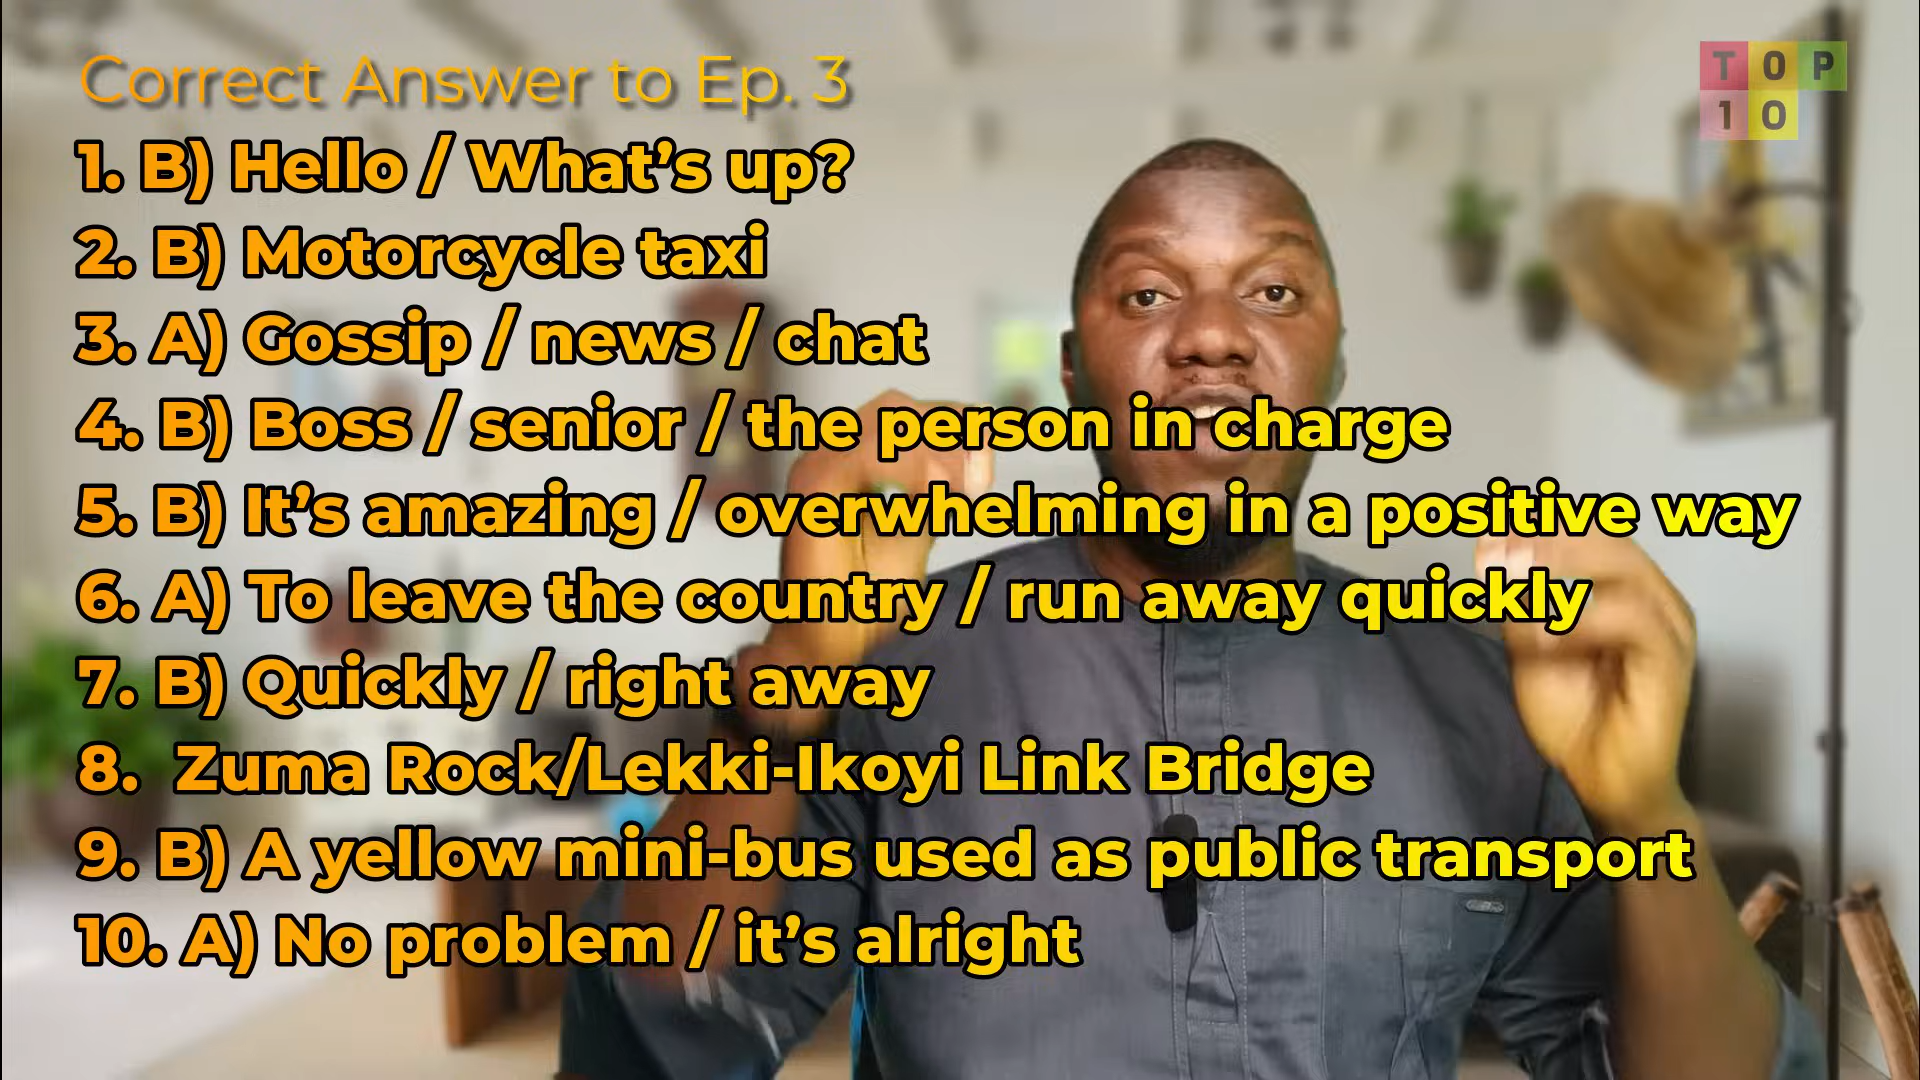 Correct Answer to Ep. 3
1. B) Hello / What's up?
2. B) Motorcycle taxi
3. A) Gossip / news / chat
4. B) Boss / senior / the person in charge
5. B) It's amazing / overwhelming in a positive way
6. A) To leave the country / run away quickly
7. B) Quickly / right away
8. Zuma Rock/Lekki-Ikoyi Link Bridge
9. B) A yellow mini-bus used as public transport
10. A) No problem / it's alright
TOP
10